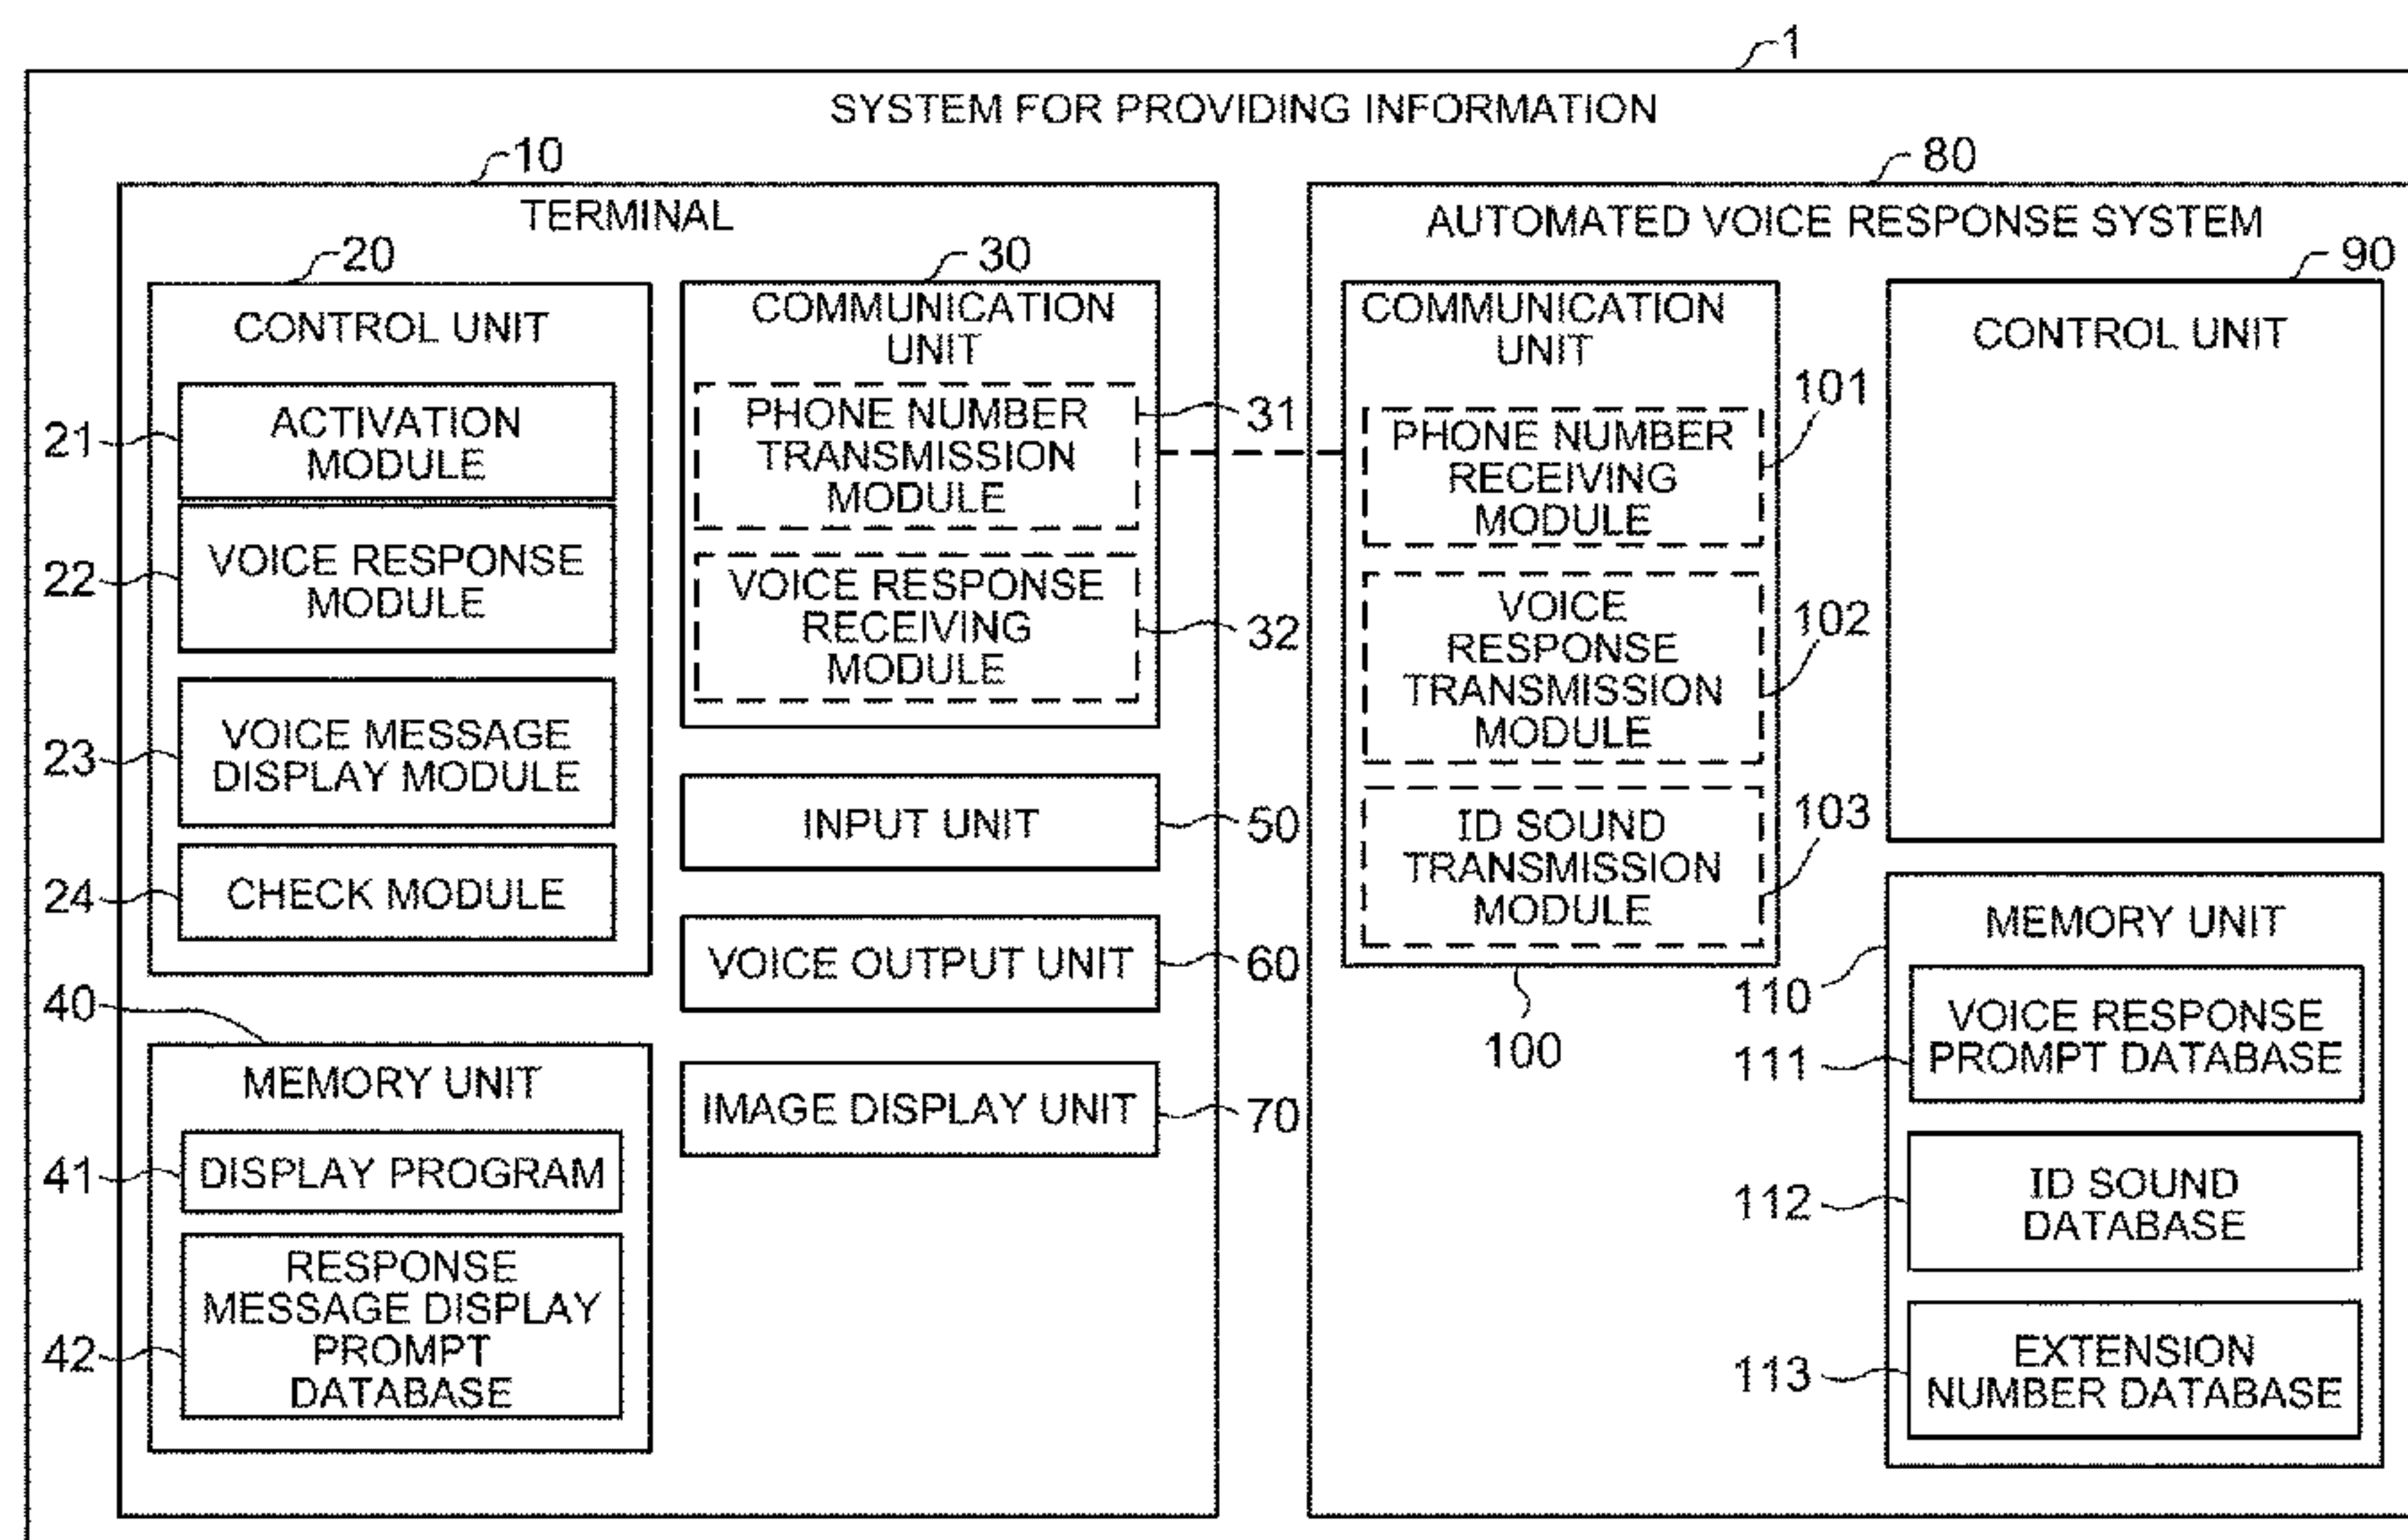 1
SYSTEM FOR PROVIDING INFORMATION
10
TERMINAL
20
CONTROL UNIT
21
ACTIVATION
MODULE
22
VOICE RESPONSE
MODULE
23
VOICE MESSAGE
DISPLAY MODULE
24
CHECK MODULE
40
MEMORY UNIT
41
DISPLAY PROGRAM
42
RESPONSE
MESSAGE DISPLAY
PROMPT
DATABASE
30
COMMUNICATION
UNIT
PHONE NUMBER
TRANSMISSION
MODULE
31
VOICE RESPONSE
RECEIVING
MODULE
32
INPUT UNIT
50
VOICE OUTPUT UNIT
60
IMAGE DISPLAY UNIT
70
80
AUTOMATED VOICE RESPONSE SYSTEM
COMMUNICATION
UNIT
PHONE NUMBER
RECEIVING
MODULE
101
VOICE
RESPONSE
TRANSMISSION
MODULE
102
ID SOUND
TRANSMISSION
MODULE
103
100
90
CONTROL UNIT
110
MEMORY UNIT
111
VOICE RESPONSE
PROMPT DATABASE
112
ID SOUND
DATABASE
113
EXTENSION
NUMBER DATABASE